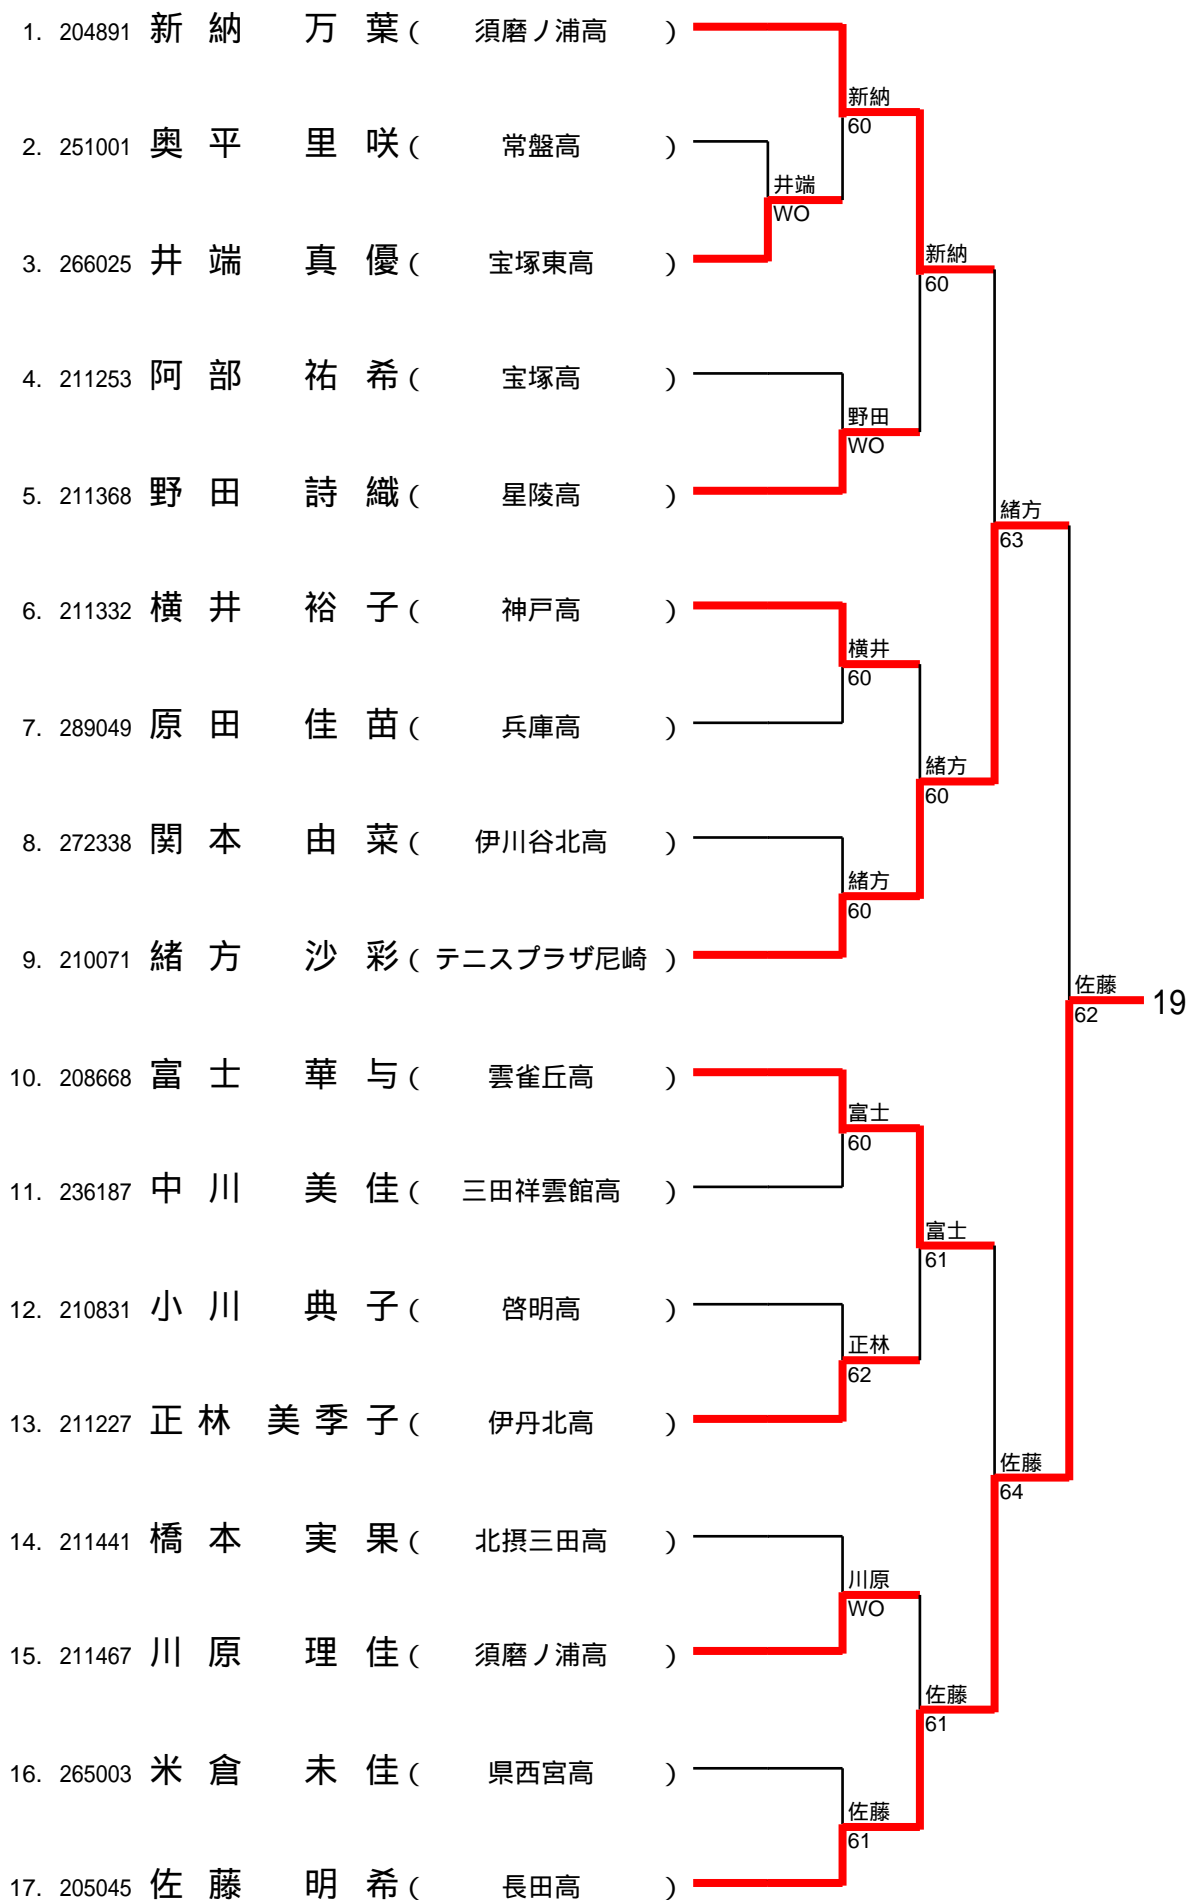 1. 204891 新納 万葉 ( 須磨ノ浦高 )
新納
60
2. 251001 奥平 里咲 ( 常盤高 )
井端
WO
3. 266025 井端 真優 ( 宝塚東高 )
新納
60
4. 211253 阿部 祐希 ( 宝塚高 )
野田
WO
5. 211368 野田 詩織 ( 星陵高 )
緒方
63
6. 211332 横井 裕子 ( 神戸高 )
横井
60
7. 289049 原田 佳苗 ( 兵庫高 )
緒方
60
8. 272338 関本 由菜 ( 伊川谷北高 )
緒方
60
9. 210071 緒方 沙彩 ( テニスプラザ尼崎 )
佐藤
62
19
10. 208668 富士 華与 ( 雲雀丘高 )
富士
60
11. 236187 中川 美佳 ( 三田祥雲館高 )
富士
61
12. 210831 小川 典子 ( 啓明高 )
正林
62
13. 211227 正林 美季子 ( 伊丹北高 )
佐藤
64
14. 211441 橋本 実果 ( 北摂三田高 )
川原
WO
15. 211467 川原 理佳 ( 須磨ノ浦高 )
佐藤
61
16. 265003 米倉 未佳 ( 県西宮高 )
佐藤
61
17. 205045 佐藤 明希 ( 長田高 )